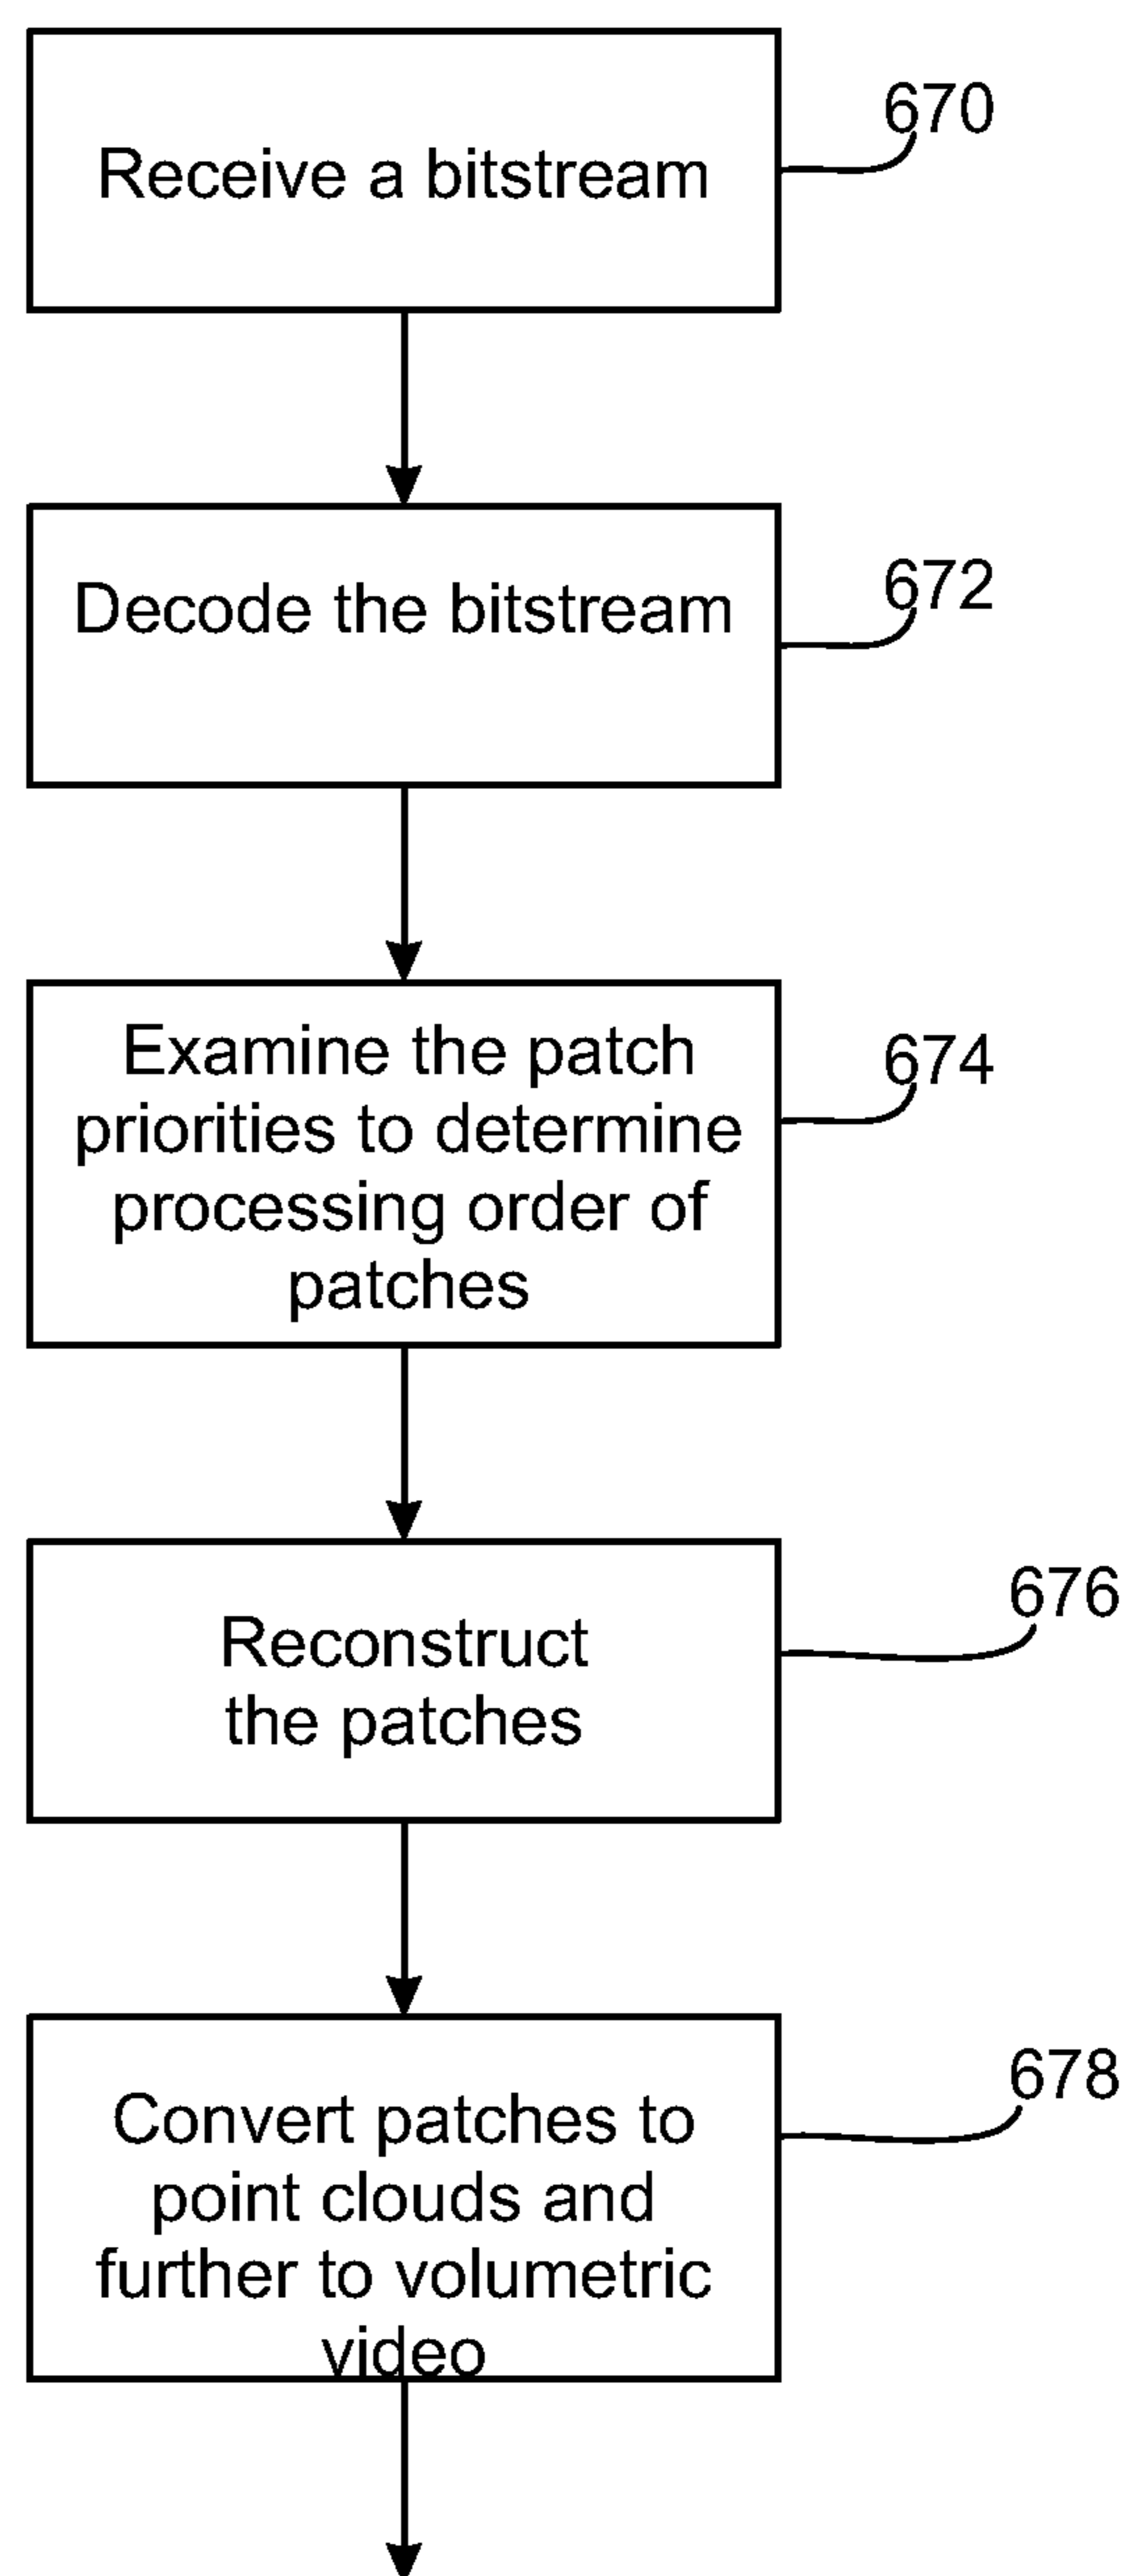 670
Receive a bitstream
672
Decode the bitstream
674
Examine the patch
priorities to determine
processing order of
patches
676
Reconstruct
the patches
678
Convert patches to
point clouds and
further to volumetric
video